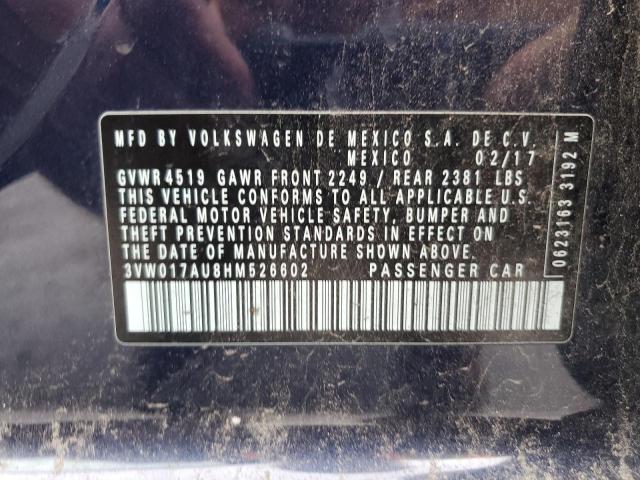 MFD BY VOLKSWAGEN DE MEXICO S.A. DE C.V.
MEXICO 02/17
GVWR 4519 GAWR FRONT 2249 / REAR 2381 LBS
THIS VEHICLE CONFORMS TO ALL APPLICABLE U.S.
FEDERAL MOTOR VEHICLE SAFETY, BUMPER AND
THEFT PREVENTION STANDARDS IN EFFECT ON
THE DATE OF MANUFACTURE SHOWN ABOVE.
3VW017AU8HM526602 PASSENGER CAR
0623163 3192 M